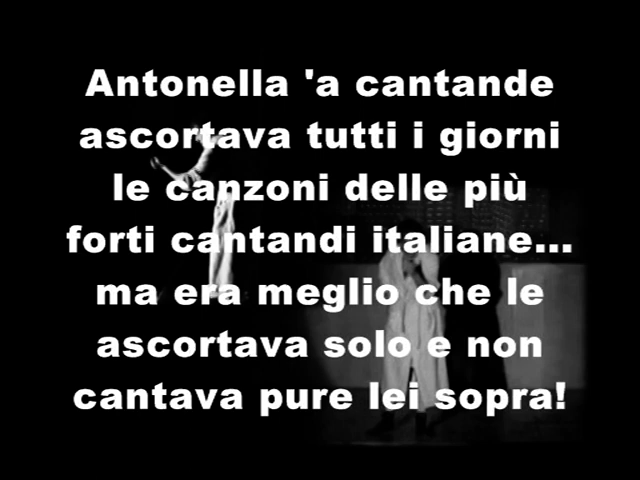 Antonella 'a cantande
ascortava tutti i giorni
le canzoni delle più
forti cantandi italiane...
ma era meglio che le
ascortava solo e non
cantava pure lei sopra!